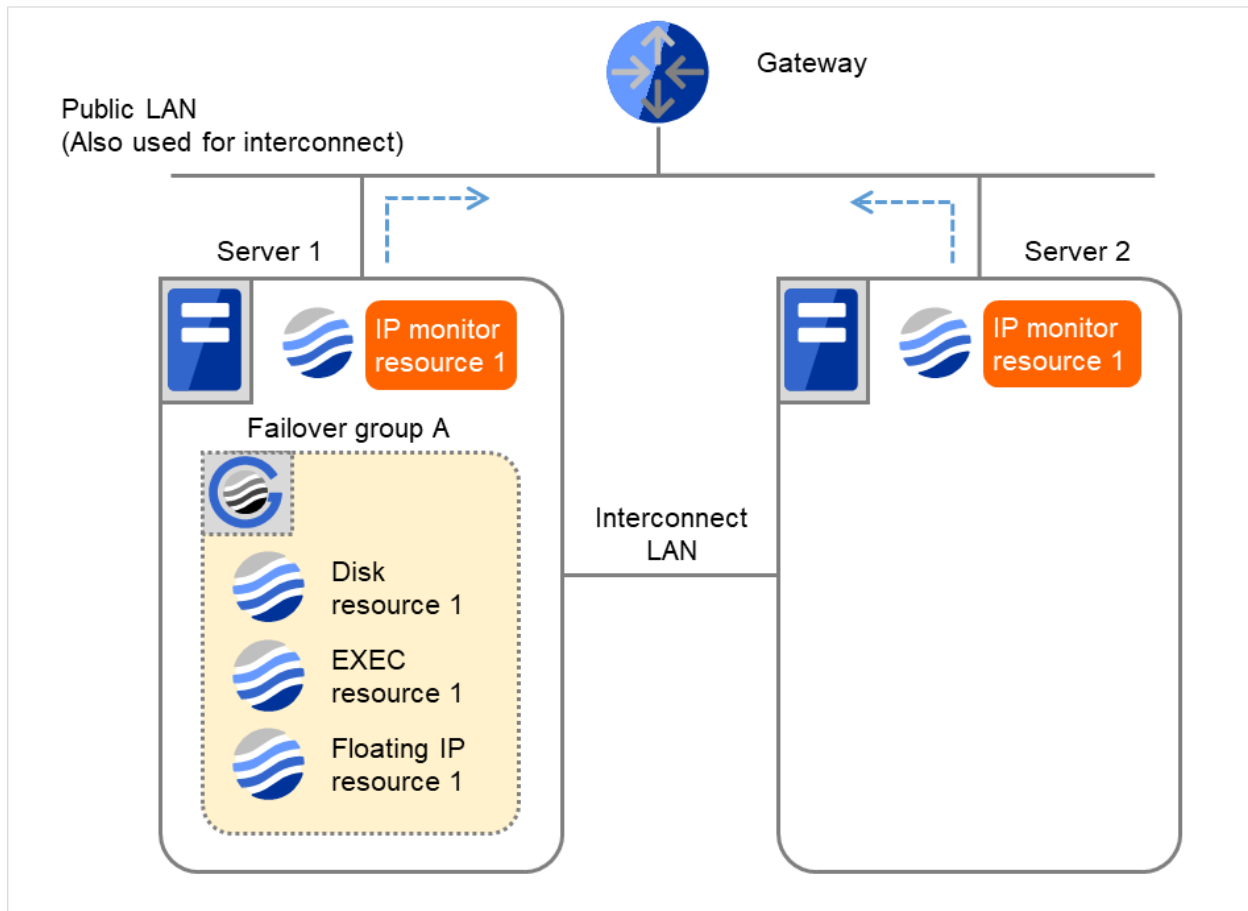 Gateway
Public LAN
(Also used for interconnect)
Server 1
Server 2
IP monitor
resource 1
IP monitor
resource 1
Failover group A
Disk
resource 1
EXEC
resource 1
Floating IP
resource 1
Interconnect
LAN